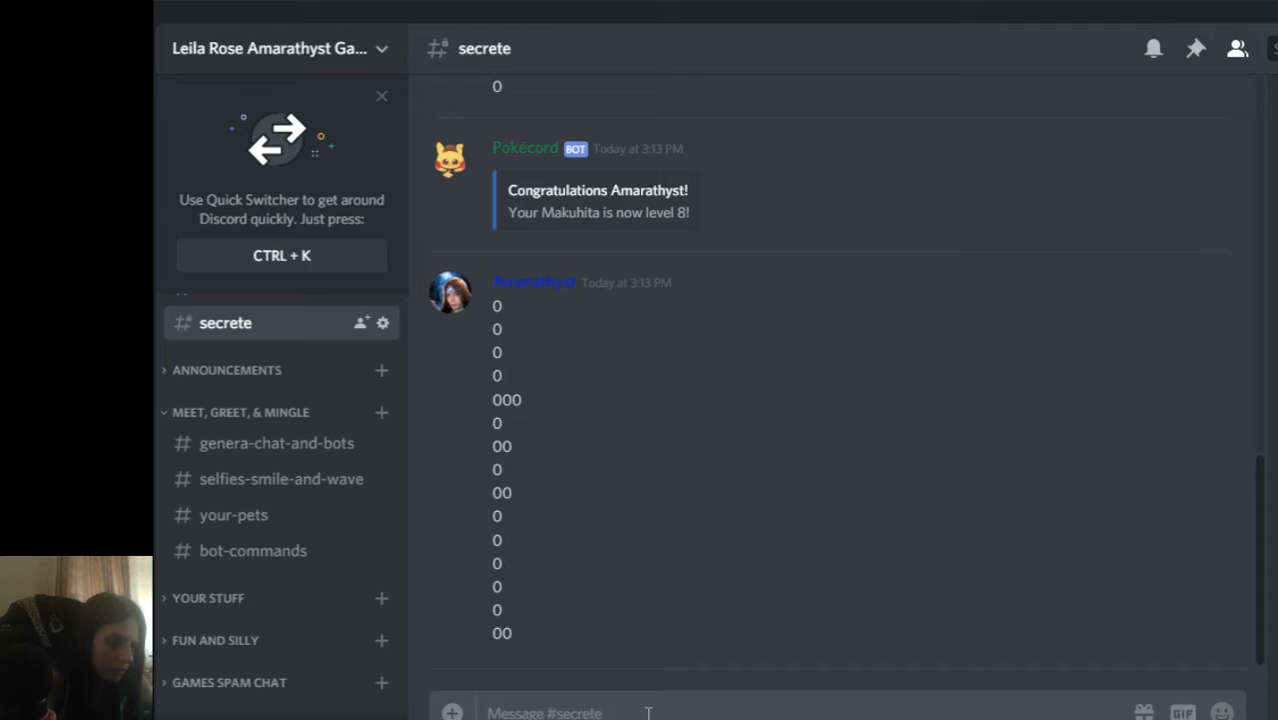 Leila Rose Amarathyst Ga...
secrete
Use Quick Switcher to get around
Discord quickly. Just press:
CTRL + K
secrete
ANNOUNCEMENTS
MEET, GREET, & MINGLE
genera-chat-and-bots
selfies-smile-and-wave
your-pets
bot-commands
YOUR STUFF
FUN AND SILLY
GAMES SPAM CHAT
0
Pokécord BOT Today at 3:13 PM
Congratulations Amarathyst!
Your Makuhita is now level 8!
Amarathyst Today at 3:13 PM
0
0
0
0
000
0
00
0
00
0
0
0
0
0
00
Message #secrete
GIF